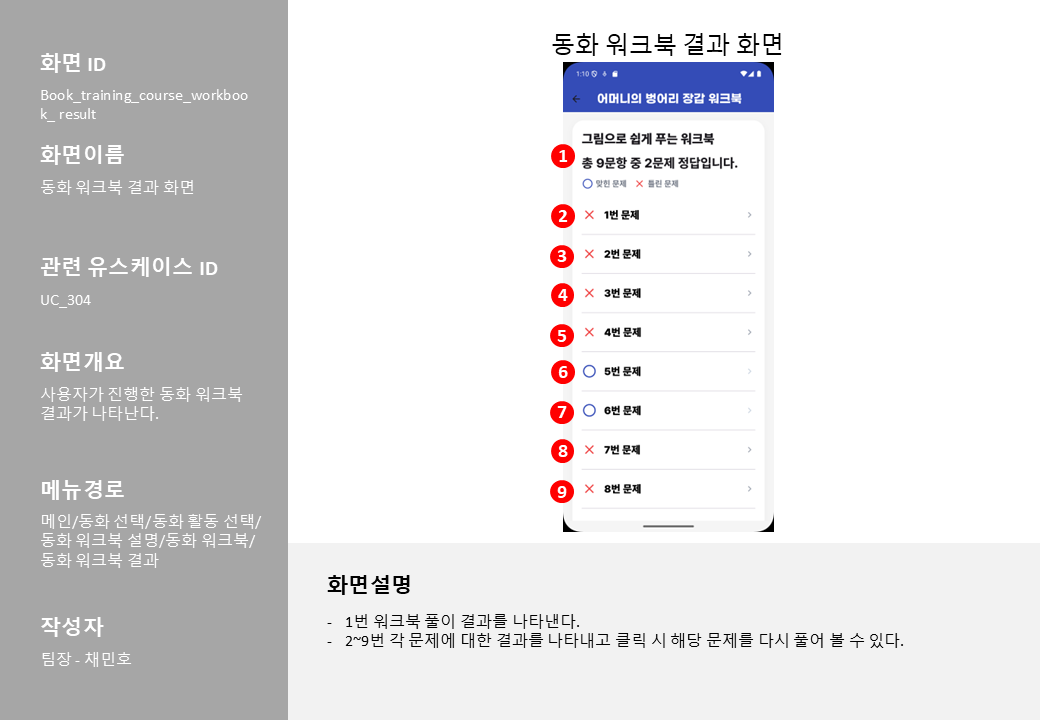 화면 ID
Book_training_course_workboo
k_ result
화면이름
동화 워크북 결과 화면
관련 유스케이스 ID
UC_304
화면개요
사용자가 진행한 동화 워크북
결과가 나타난다.
메뉴경로
메인/동화 선택/동화 활동 선택/
동화 워크북 설명/동화 워크북/
동화 워크북 결과
작성자
팀장 - 채민호
동화 워크북 결과 화면
1:10
어머니의 벙어리 장갑 워크북
그림으로 쉽게 푸는 워크북
1
총 9문항 중 2문제 정답입니다.
맞힌 문제 틀린 문제
2 1번 문제
3 2번 문제
4 3번 문제
5 4번 문제
6 5번 문제
7 6번 문제
8 7번 문제
9 8번 문제
화면설명
- 1번 워크북 풀이 결과를 나타낸다.
- 2~9번 각 문제에 대한 결과를 나타내고 클릭 시 해당 문제를 다시 풀어 볼 수 있다.